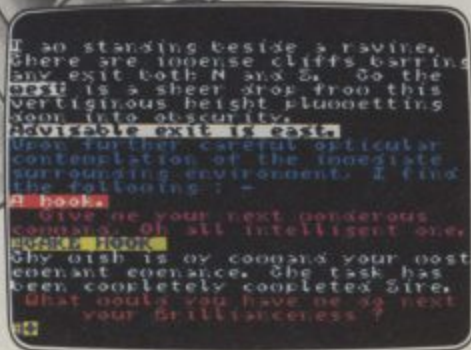 I am standing beside a ravine.
There are immense cliffs barring
any exit both N and S. To the
west is a sheer drop from this
vertiginous height plummetting
down into obscurity.
Advisable exit is east.
Upon further careful opticular
contemplation of the immediate
surrounding environment. I find
the following : -
A hook.
Give me your next ponderous
command. Oh all intelligent one.
TAKE HOOK
Thy wish is my command your most
emenant emenance. The task has
been completely completed Sire.
What would you have me do next
your Brillianceness ?